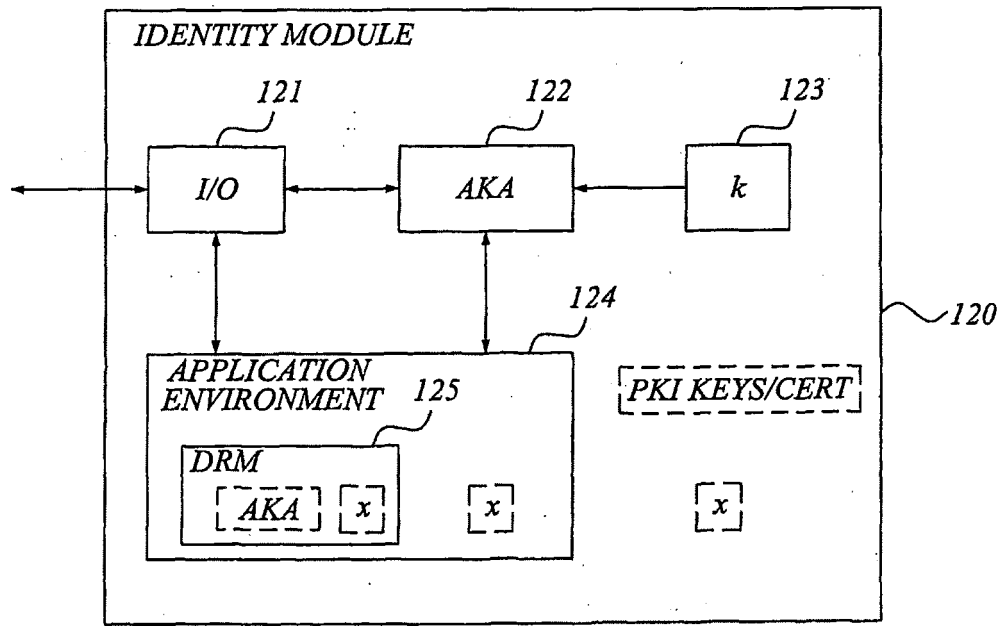 IDENTITY MODULE
121
122
123
I/O
AKA
k
124
120
APPLICATION
ENVIRONMENT
125
PKI KEYS/CERT
DRM
AKA
x
x
x